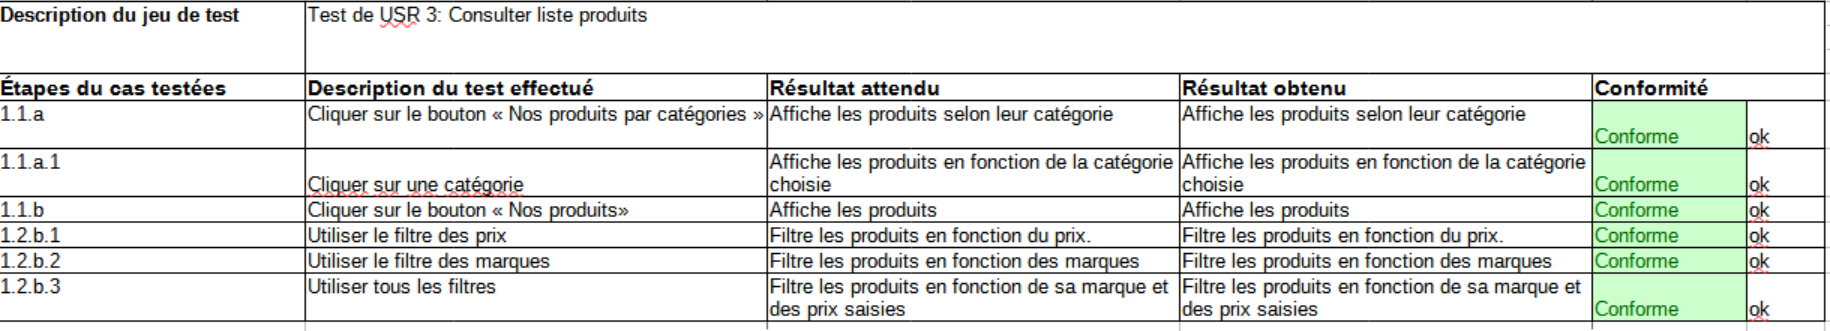 Description du jeu de test Test de USR 3: Consulter liste produits
Étapes du cas testées Description du test effectué Résultat attendu Résultat obtenu Conformité
1.1.a Cliquer sur le bouton « Nos produits par catégories » Affiche les produits selon leur catégorie Affiche les produits selon leur catégorie
Conforme ok
1.1.a.1 Affiche les produits en fonction de la catégorie Affiche les produits en fonction de la catégorie
Cliquer sur une catégorie choisie choisie Conforme ok
1.1.b Cliquer sur le bouton « Nos produits» Affiche les produits Affiche les produits Conforme ok
1.2.b.1 Utiliser le filtre des prix Filtre les produits en fonction du prix. Filtre les produits en fonction du prix. Conforme ok
1.2.b.2 Utiliser le filtre des marques Filtre les produits en fonction des marques Filtre les produits en fonction des marques Conforme ok
1.2.b.3 Utiliser tous les filtres Filtre les produits en fonction de sa marque et Filtre les produits en fonction de sa marque et
des prix saisies des prix saisies Conforme ok